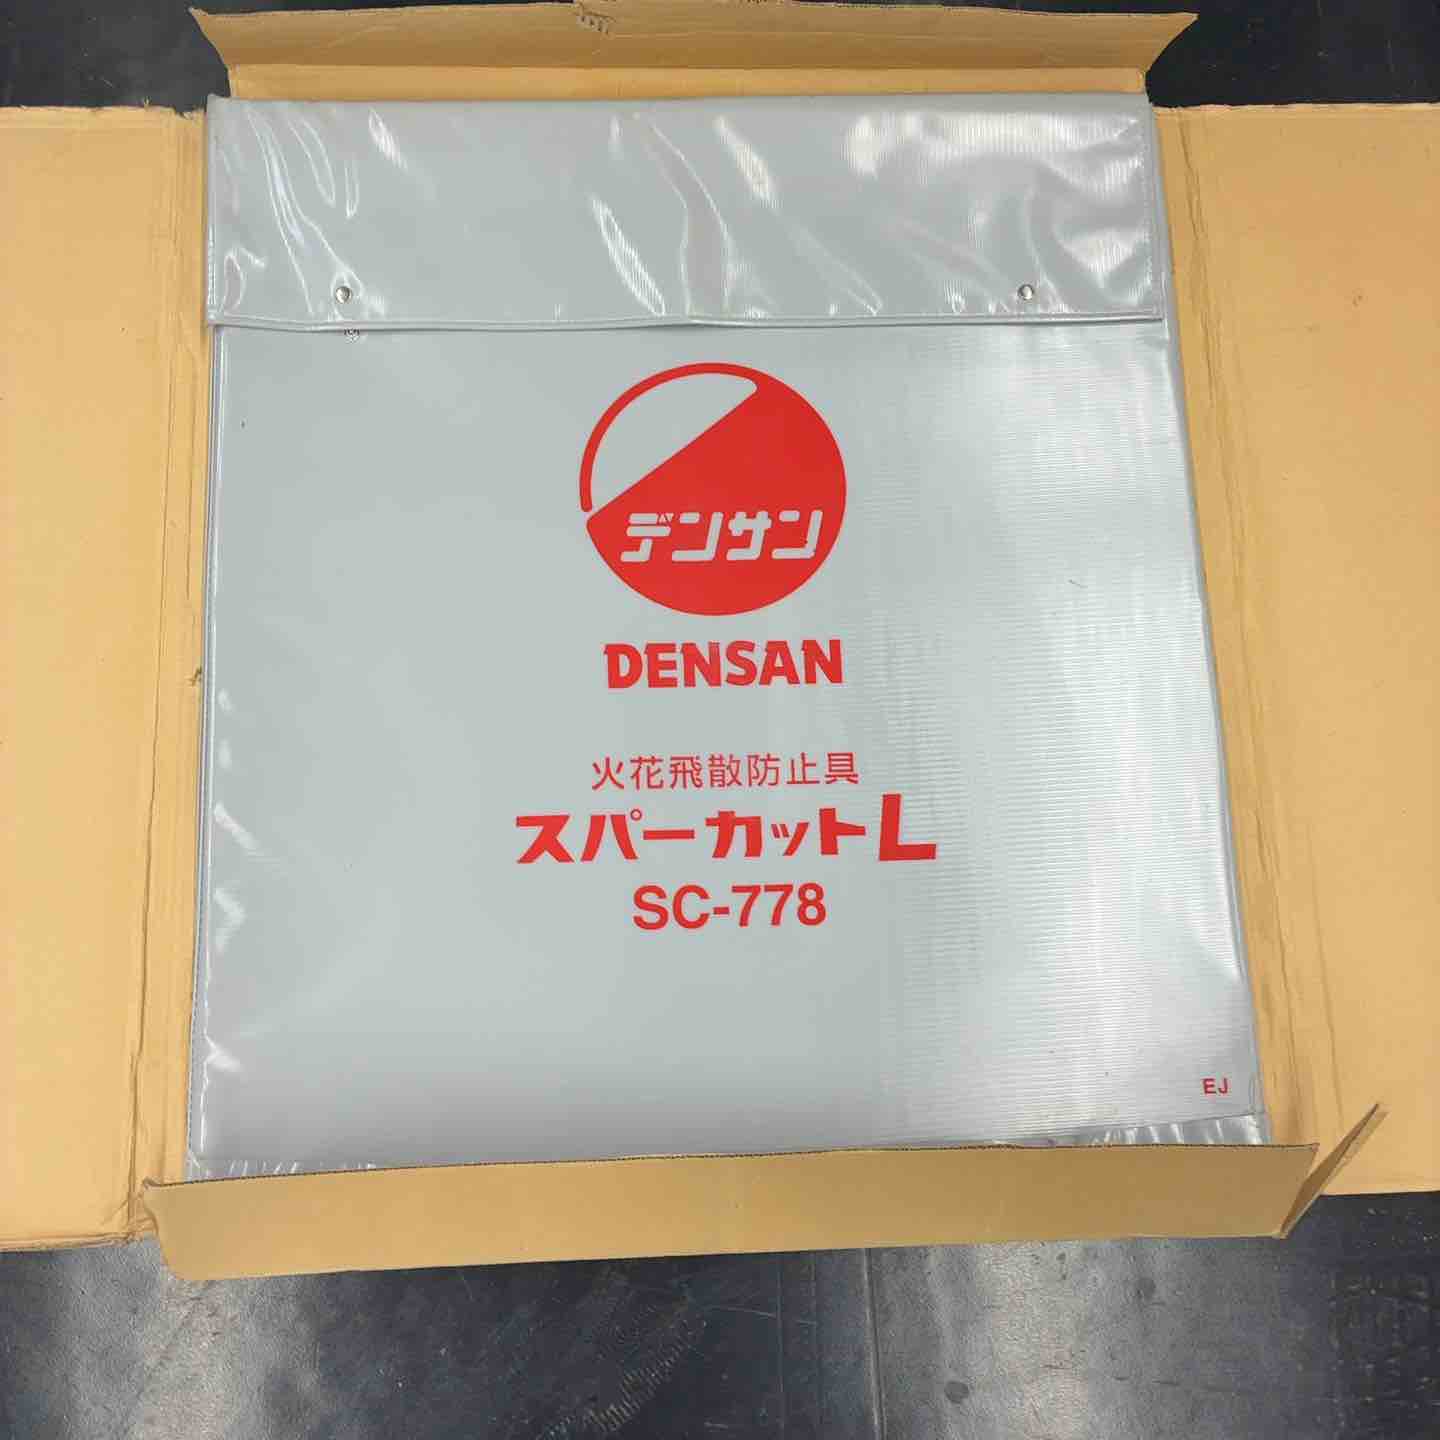 デンサン
DENSAN
火花飛散防止具
スパーカットL
SC-778
EJ